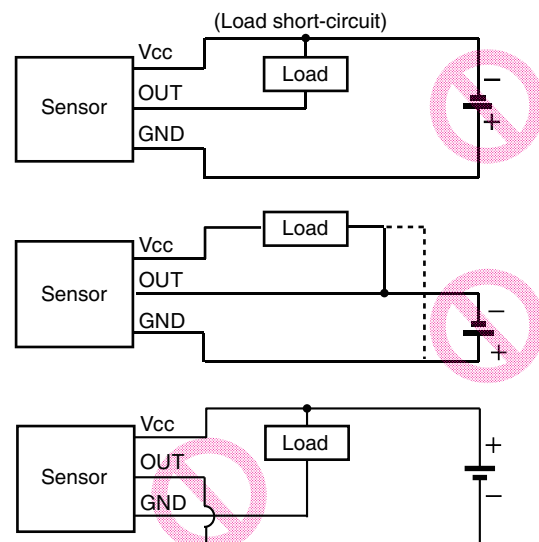 (Load short-circuit)
Vcc
Load
Sensor
OUT
GND
−
+
Load
Vcc
OUT
Sensor
GND
−
+
Vcc
Load
OUT
Sensor
GND
+
−